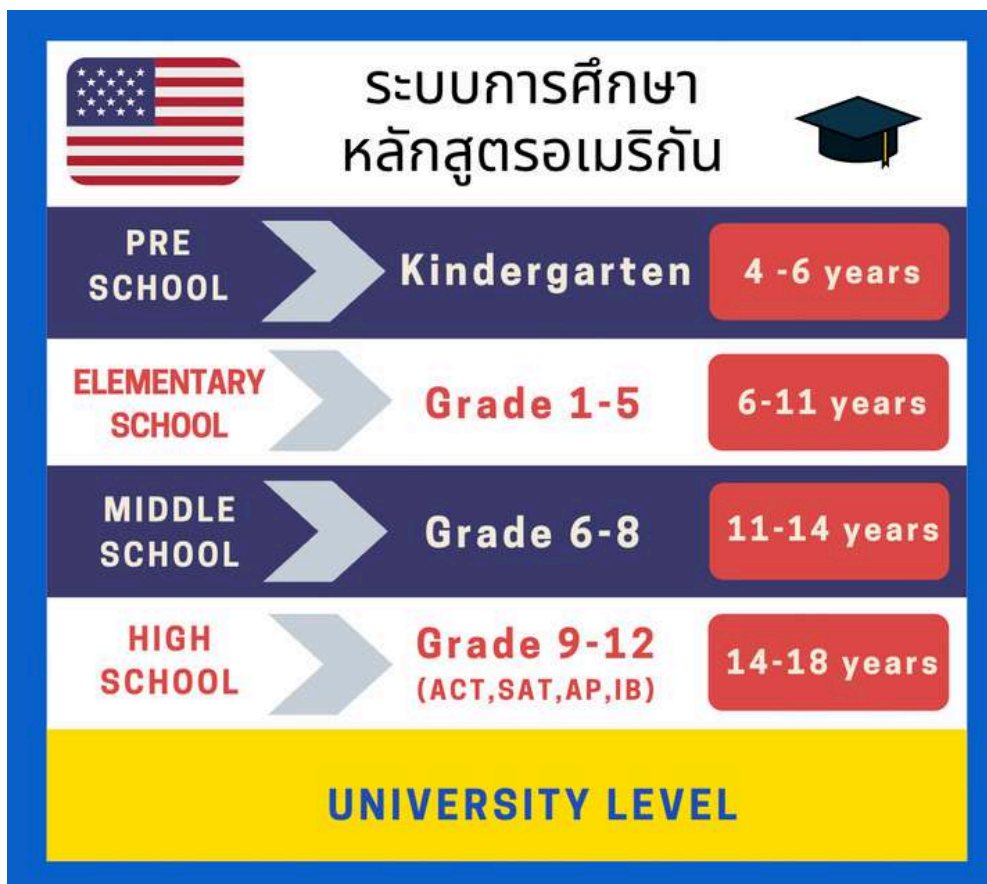 ระบบการศึกษา
หลักสูตรอเมริกัน
PRE
SCHOOL
Kindergarten
4 -6 years
ELEMENTARY
SCHOOL
Grade 1-5
6-11 years
MIDDLE
SCHOOL
Grade 6-8
11-14 years
HIGH
SCHOOL
Grade 9-12
(ACT,SAT,AP,IB)
14-18 years
UNIVERSITY LEVEL